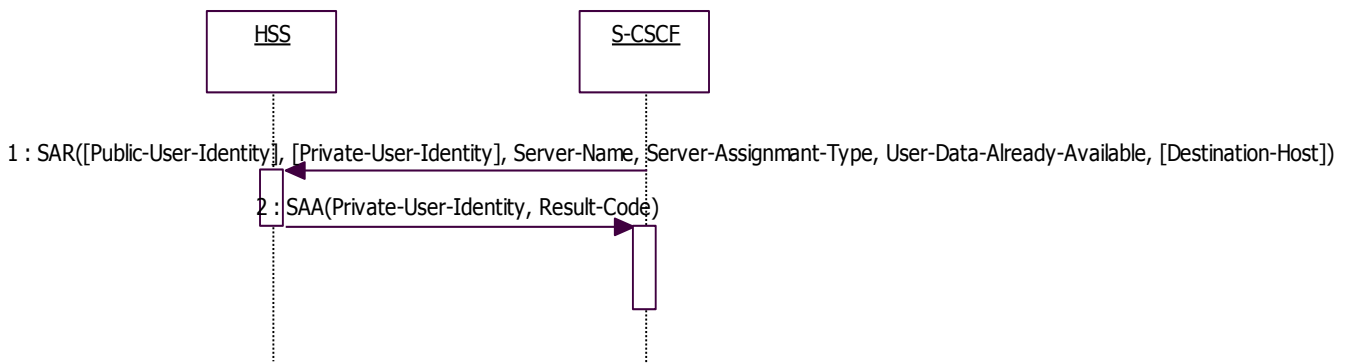 HSS
S-CSCF
1 : SAR([Public-User-Identity], [Private-User-Identity], Server-Name, Server-Assignmant-Type, User-Data-Already-Available, [Destination-Host])
2 : SAA(Private-User-Identity, Result-Code)